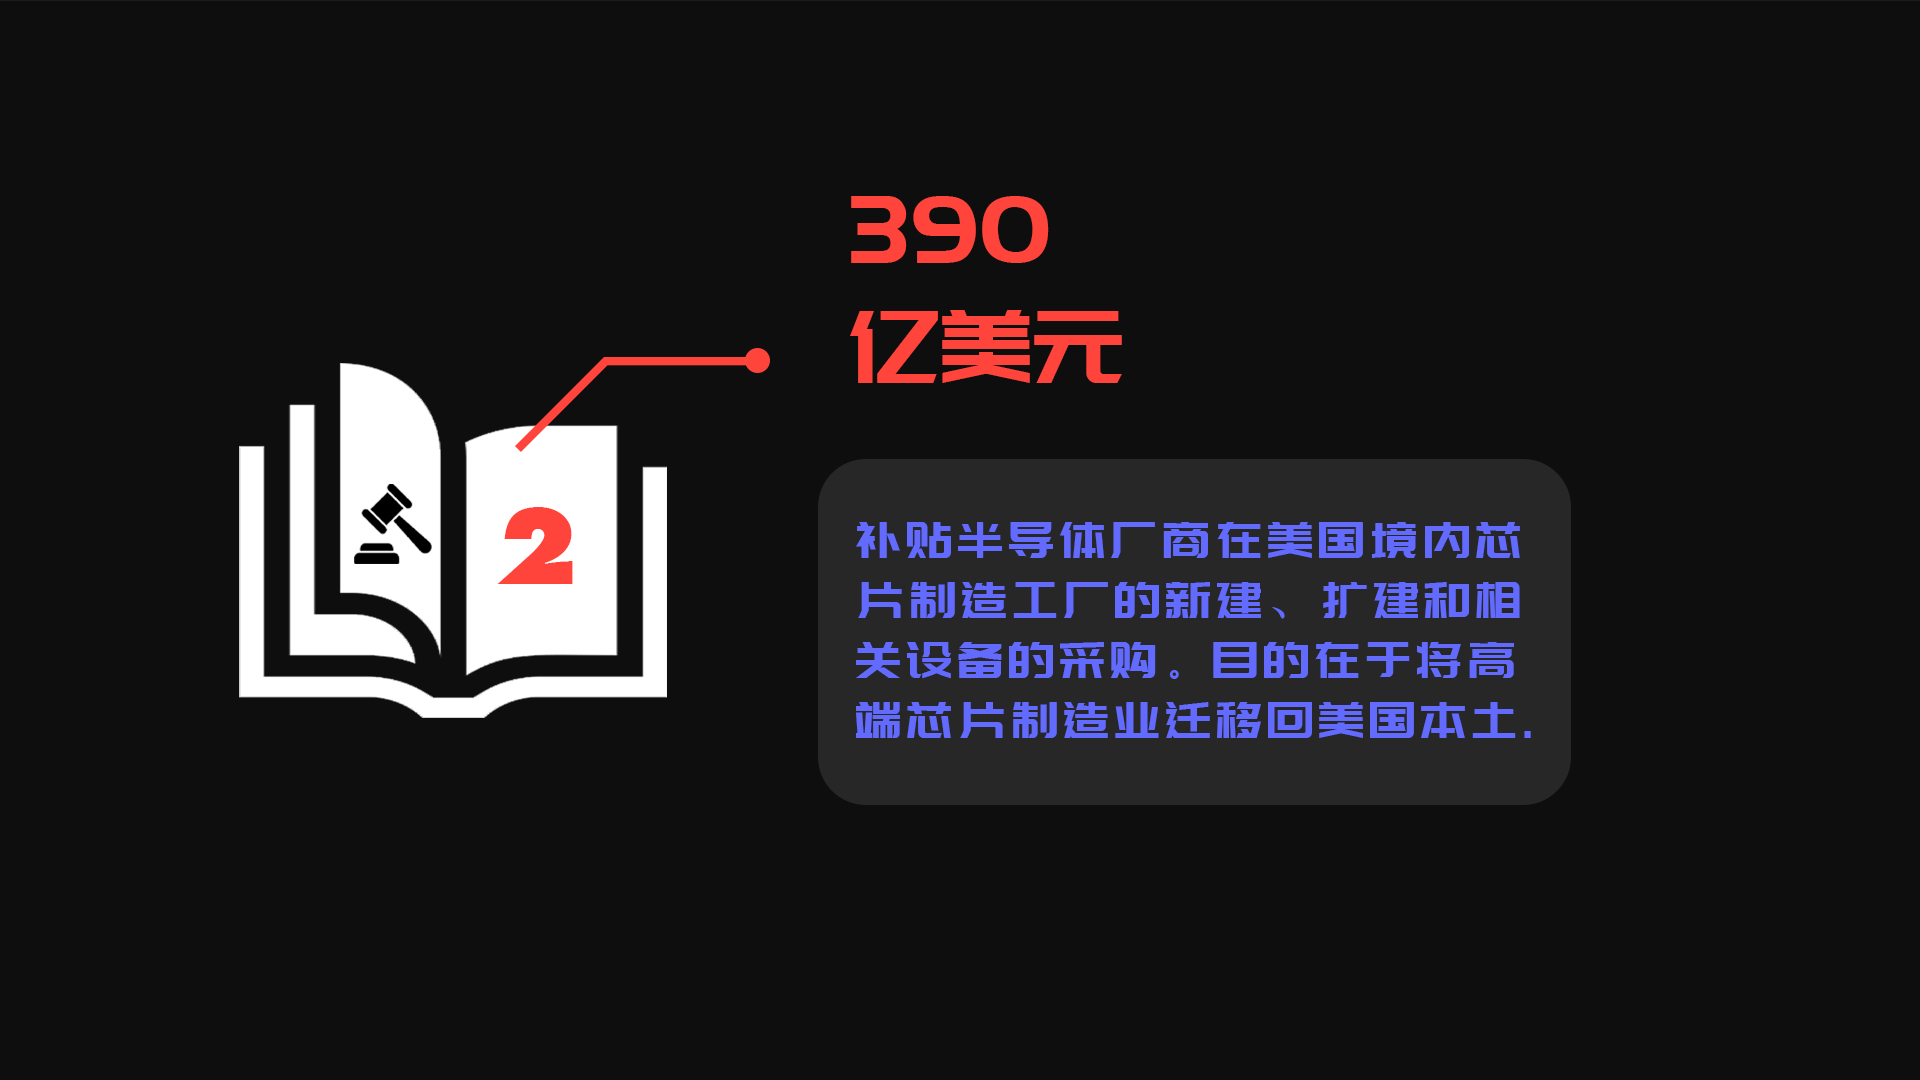 390
亿美元
2
补贴半导体厂商在美国境内芯
片制造工厂的新建、扩建和相
关设备的采购。目的在于将高
端芯片制造业迁移回美国本土.